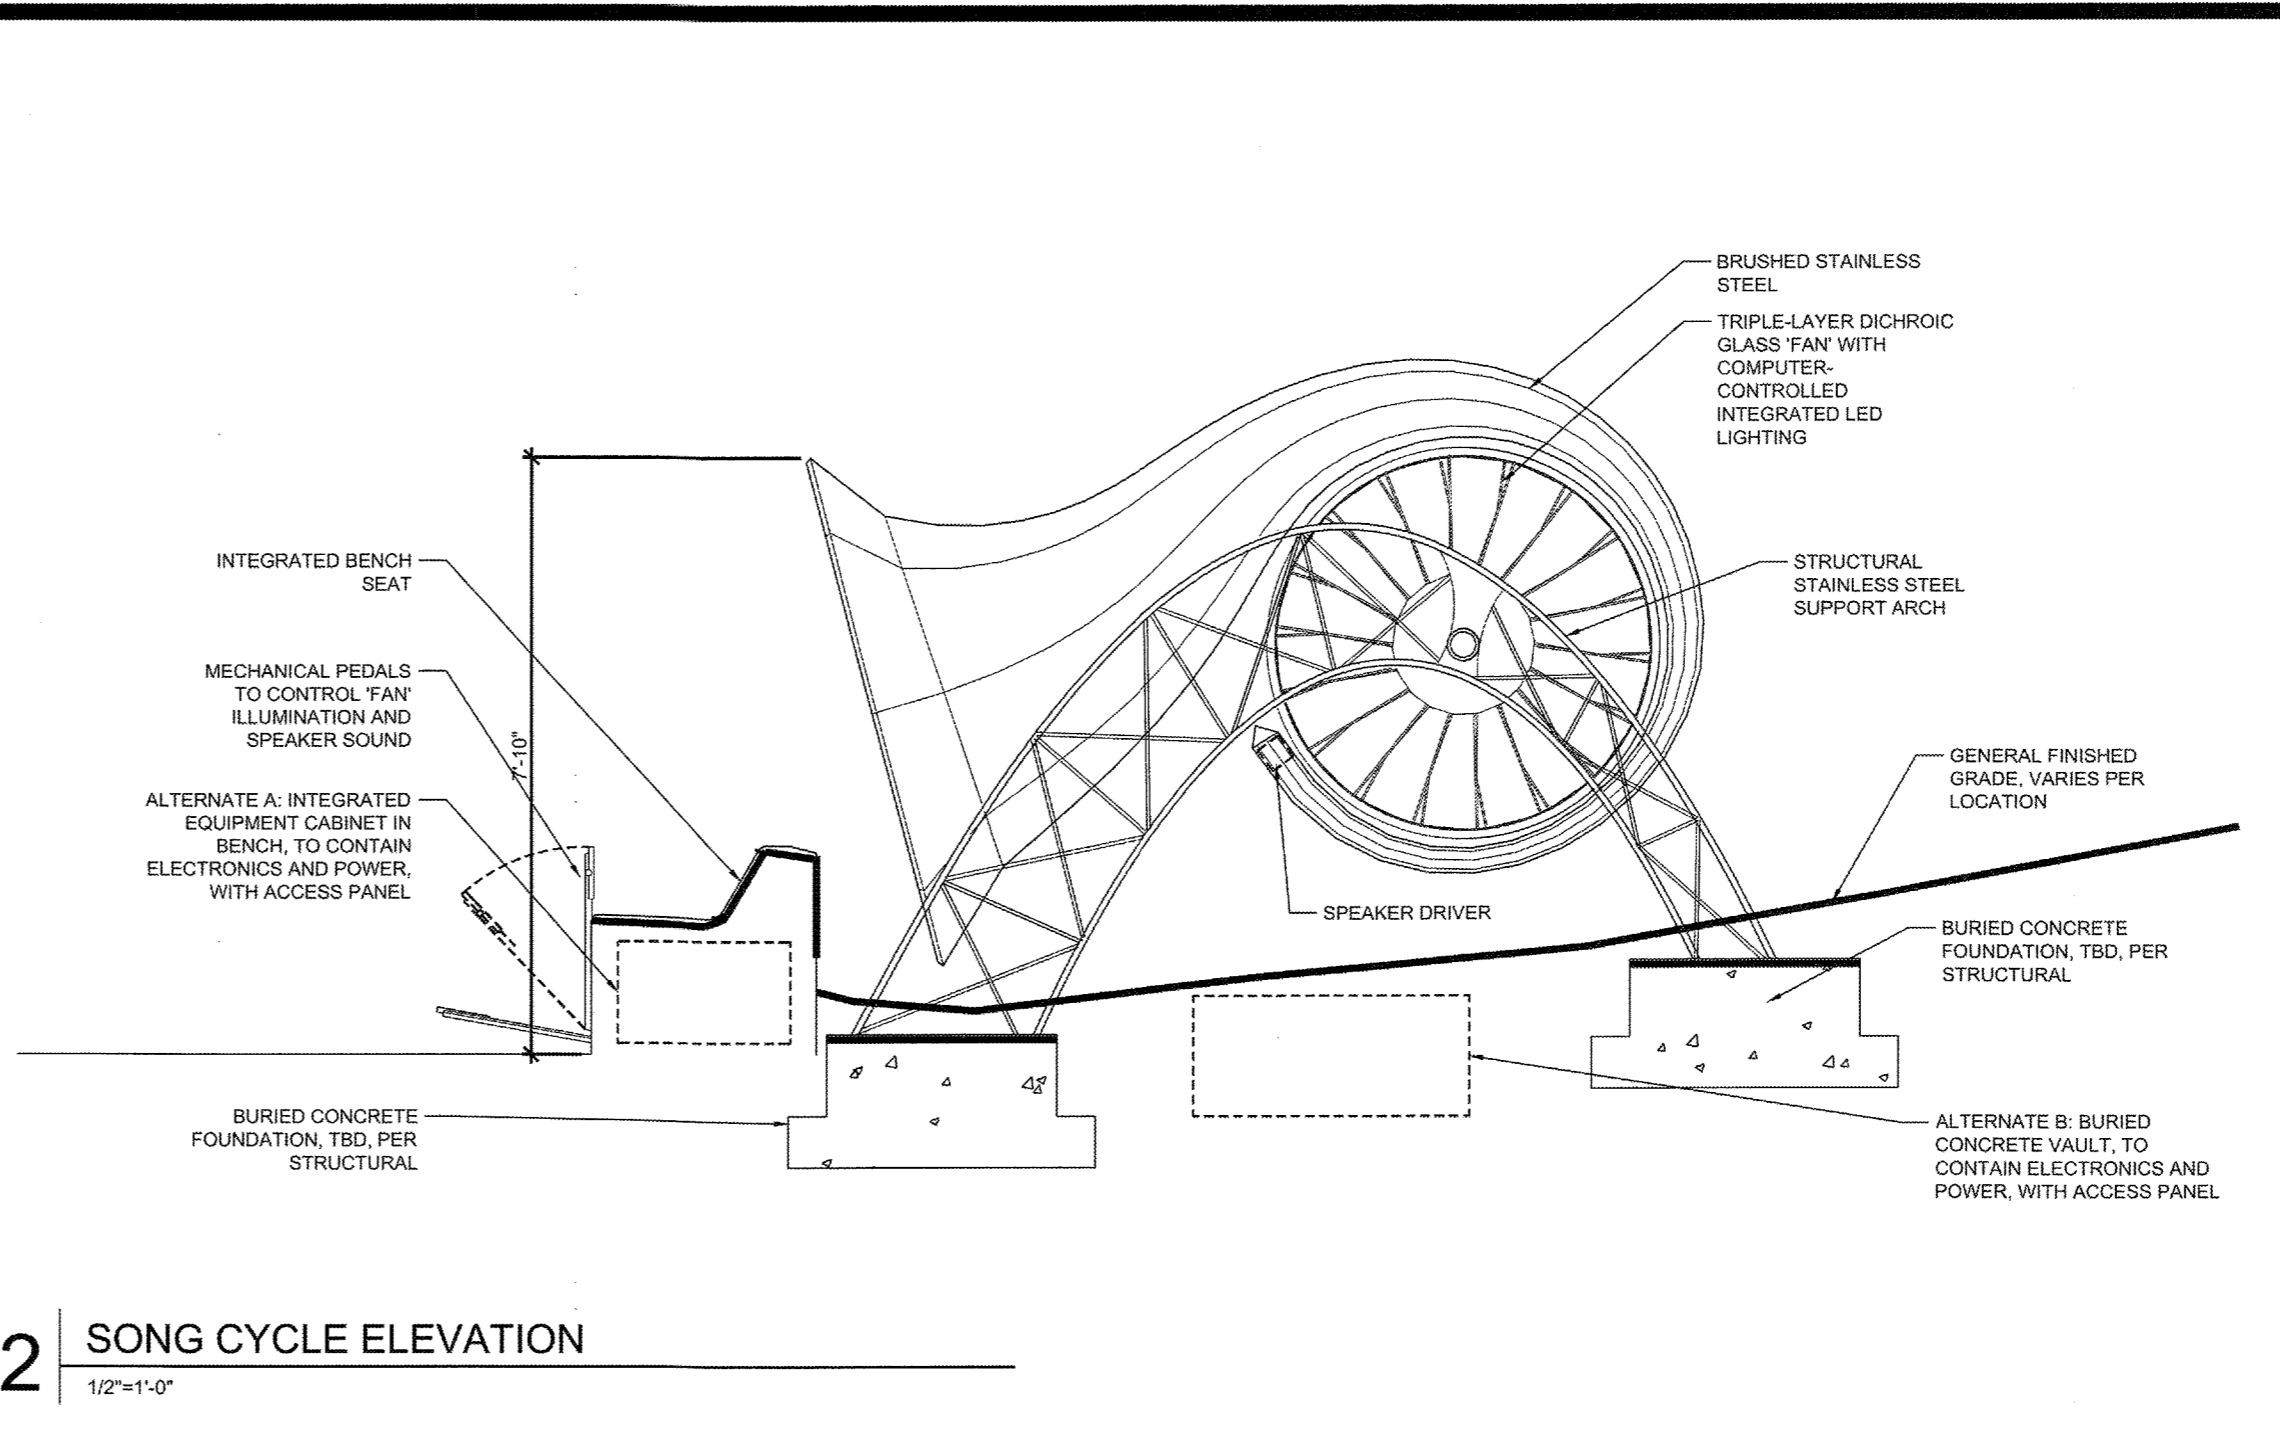 BRUSHED STAINLESS
STEEL
TRIPLE-LAYER DICHROIC
GLASS 'FAN' WITH
COMPUTER-
CONTROLLED
INTEGRATED LED
LIGHTING
INTEGRATED BENCH
SEAT
STRUCTURAL
STAINLESS STEEL
SUPPORT ARCH
MECHANICAL PEDALS
TO CONTROL 'FAN'
ILLUMINATION AND
SPEAKER SOUND
7'-10"
ALTERNATE A: INTEGRATED
EQUIPMENT CABINET IN
BENCH, TO CONTAIN
ELECTRONICS AND POWER,
WITH ACCESS PANEL
GENERAL FINISHED
GRADE, VARIES PER
LOCATION
SPEAKER DRIVER
BURIED CONCRETE
FOUNDATION, TBD, PER
STRUCTURAL
BURIED CONCRETE
FOUNDATION, TBD, PER
STRUCTURAL
ALTERNATE B: BURIED
CONCRETE VAULT, TO
CONTAIN ELECTRONICS AND
POWER, WITH ACCESS PANEL
2
SONG CYCLE ELEVATION
1/2"=1'-0"